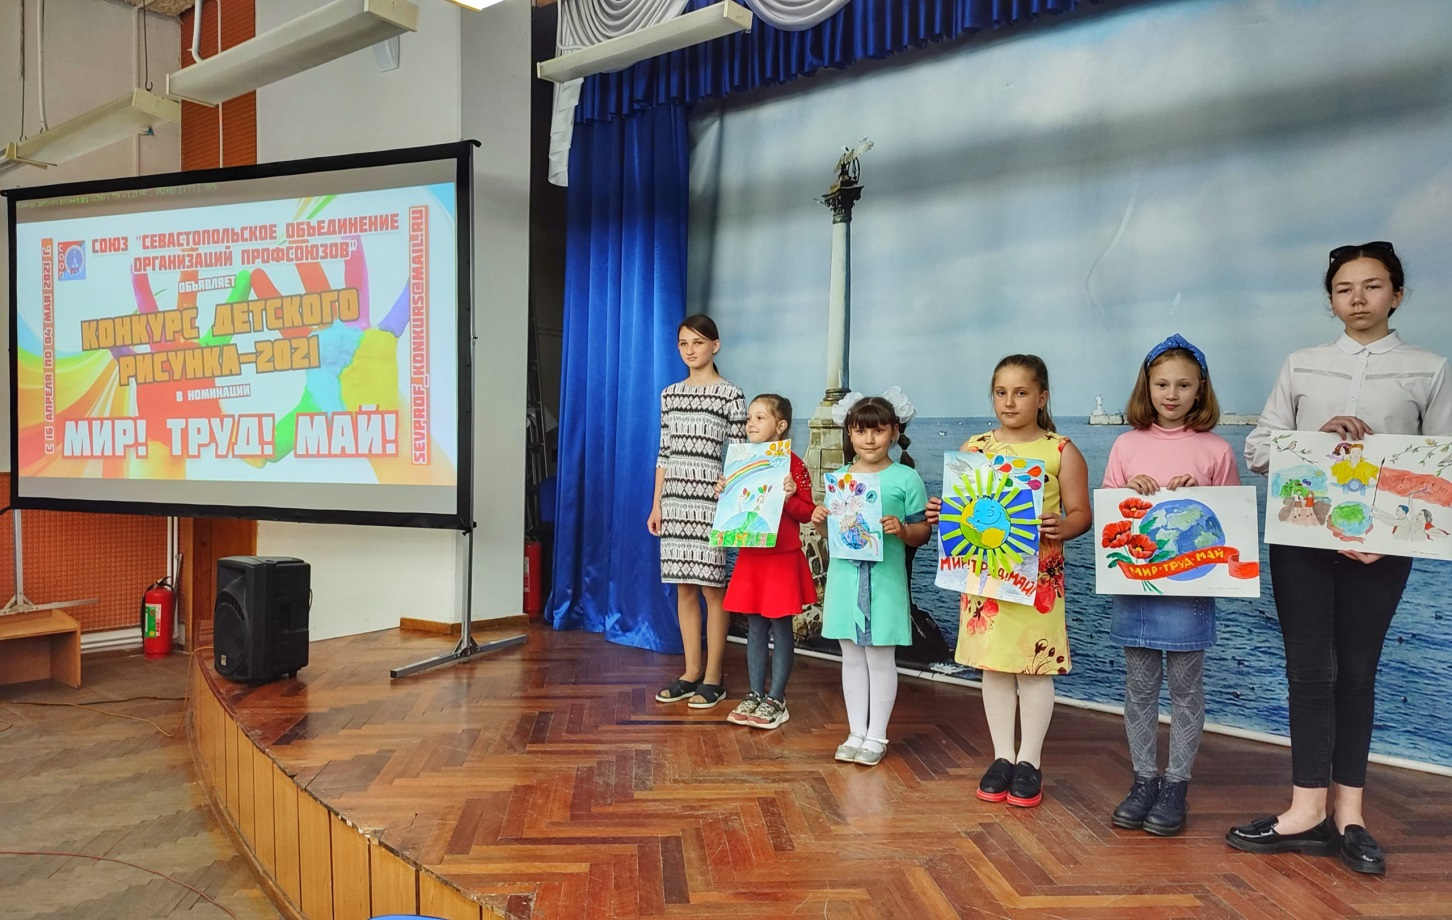 СОЮЗ "СЕВАСТОПОЛЬСКОЕ ОБЪЕДИНЕНИЕ
ОРГАНИЗАЦИЙ ПРОФСОЮЗОВ"
ОБЪЯВЛЯЕТ
КОНКУРС ДЕТСКОГО
РИСУНКА-2021
В НОМИНАЦИИ
МИР! ТРУД! МАЙ!
С 16 АПРЕЛЯ ПО 04 МАЯ 2021 Г.
SEVPROF_KONKURS@MAIL.RU
МИР!ТРУД!МАЙ!
МИР·ТРУД·МАЙ